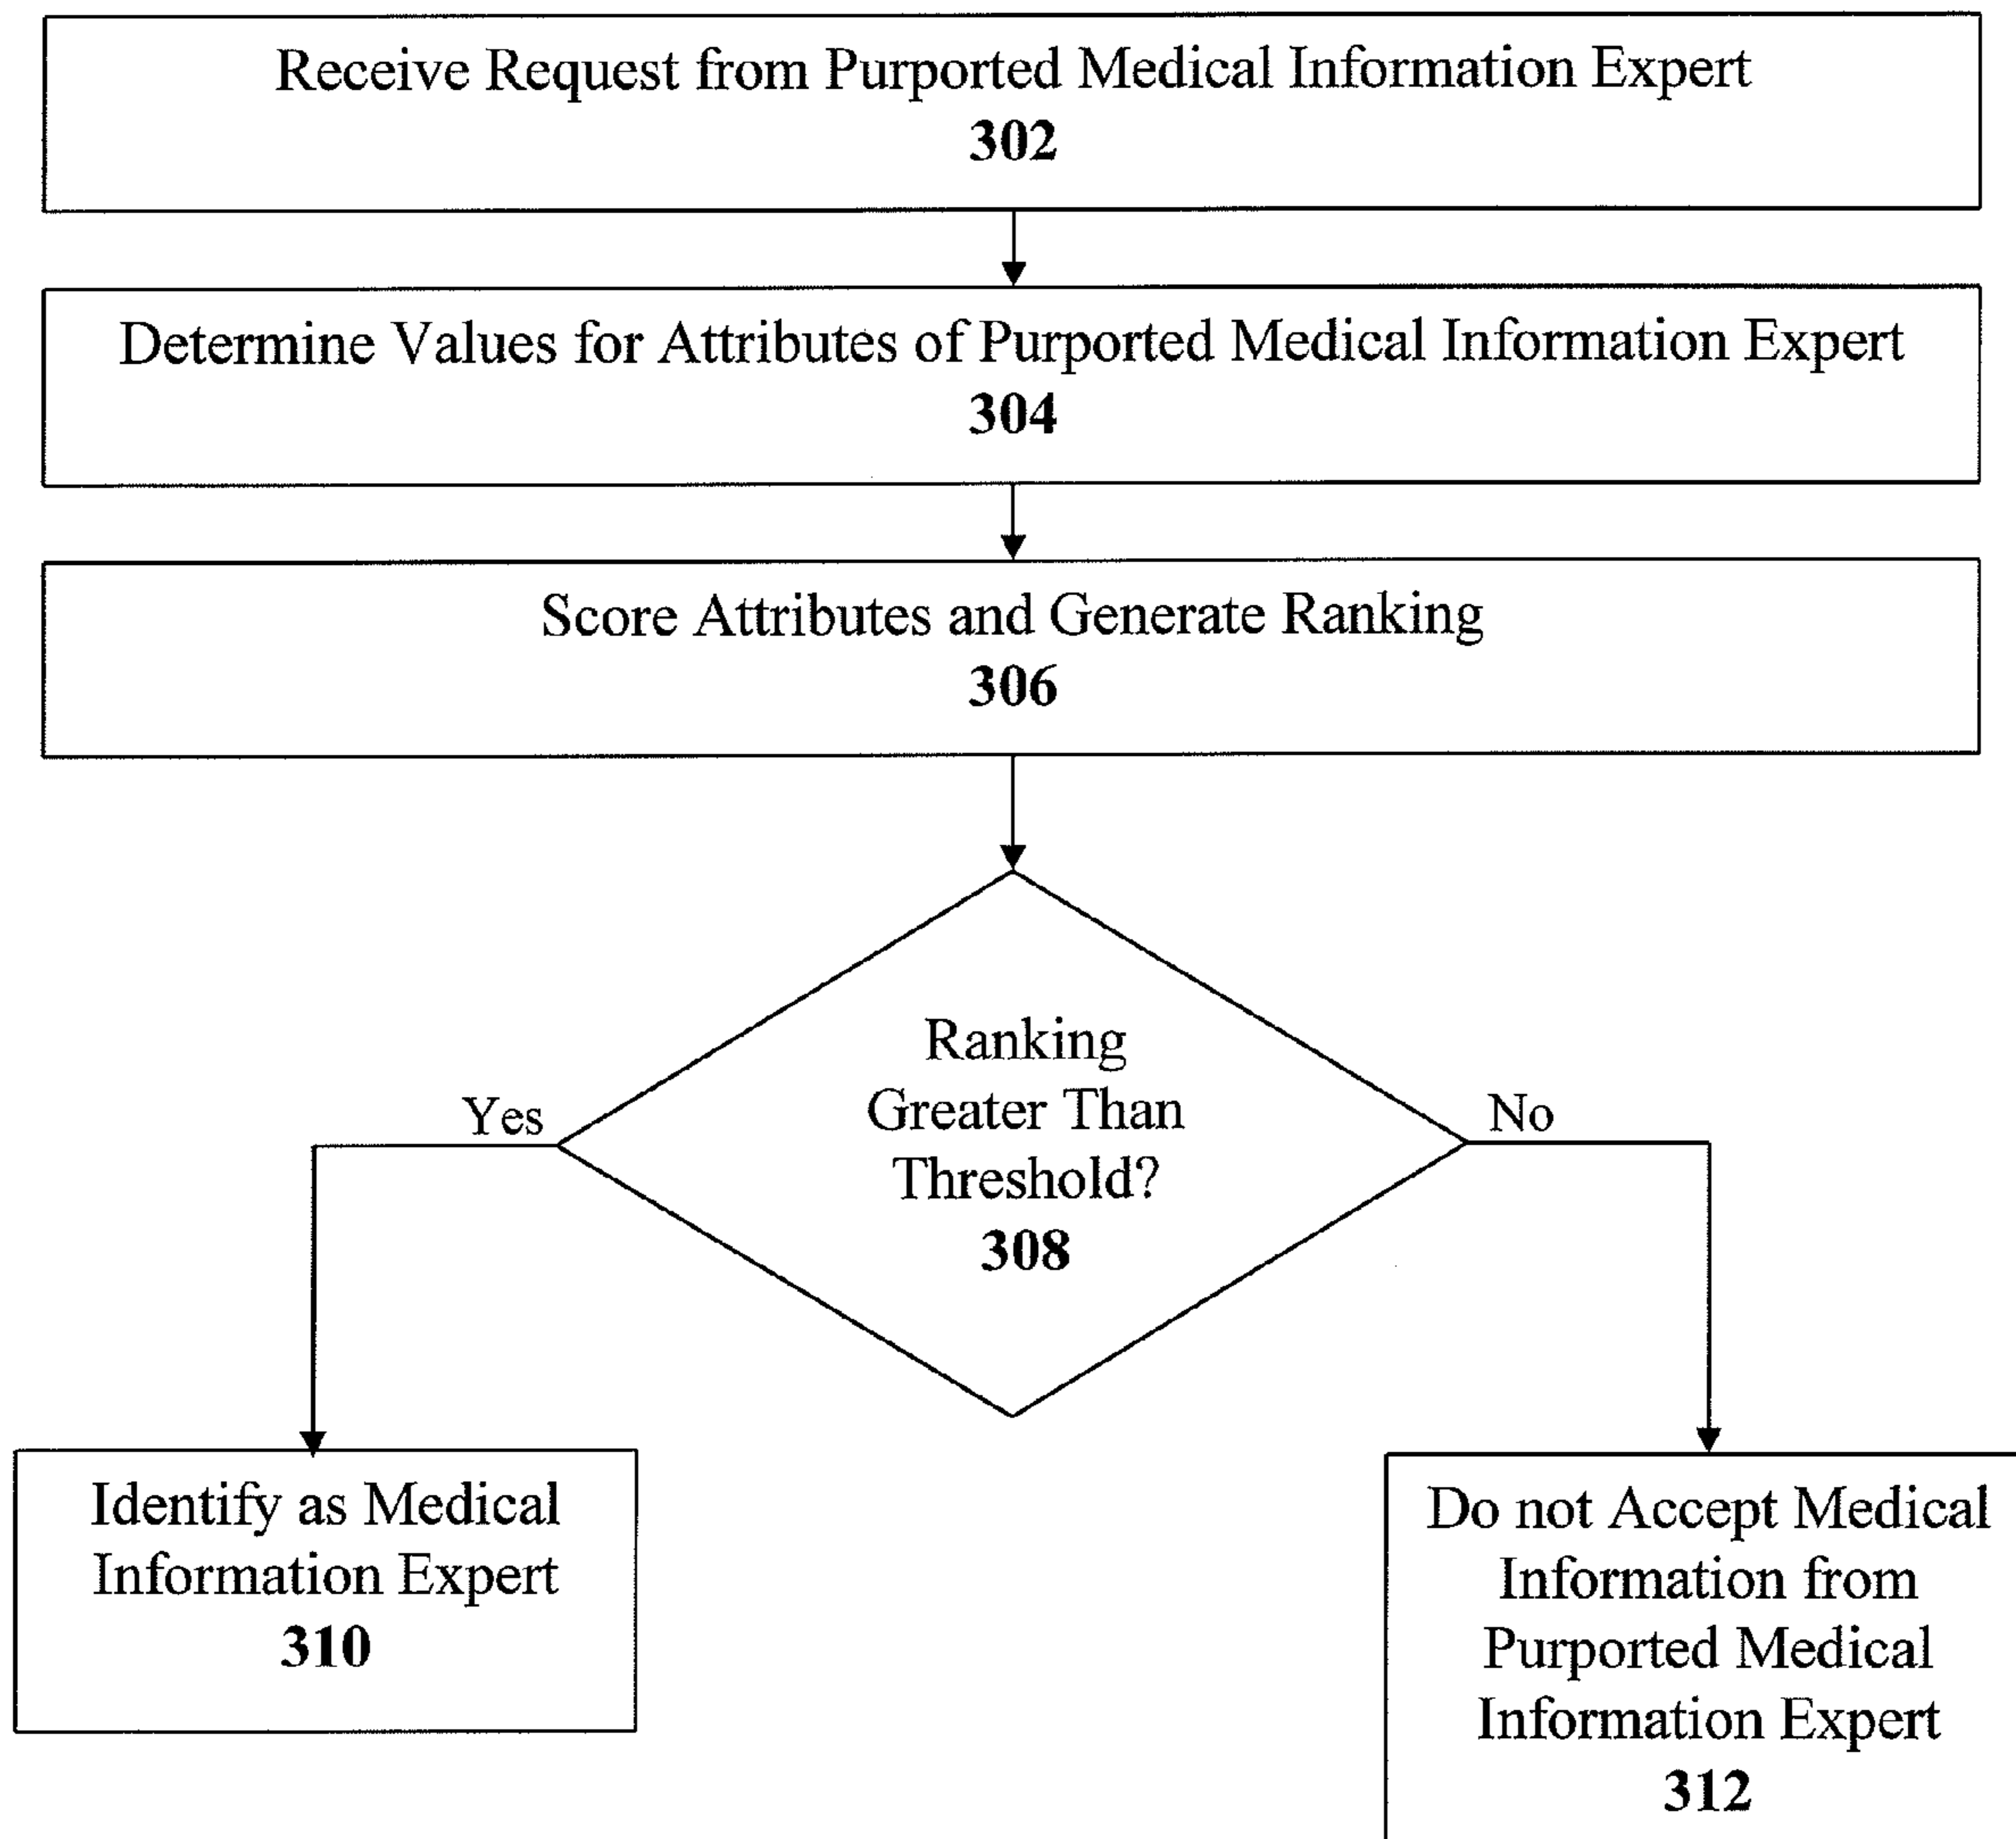 Receive Request from Purported Medical Information Expert
302
Determine Values for Attributes of Purported Medical Information Expert
304
Score Attributes and Generate Ranking
306
Ranking
Greater Than
Threshold?
308
Yes
No
Identify as Medical
Information Expert
310
Do not Accept Medical
Information from
Purported Medical
Information Expert
312